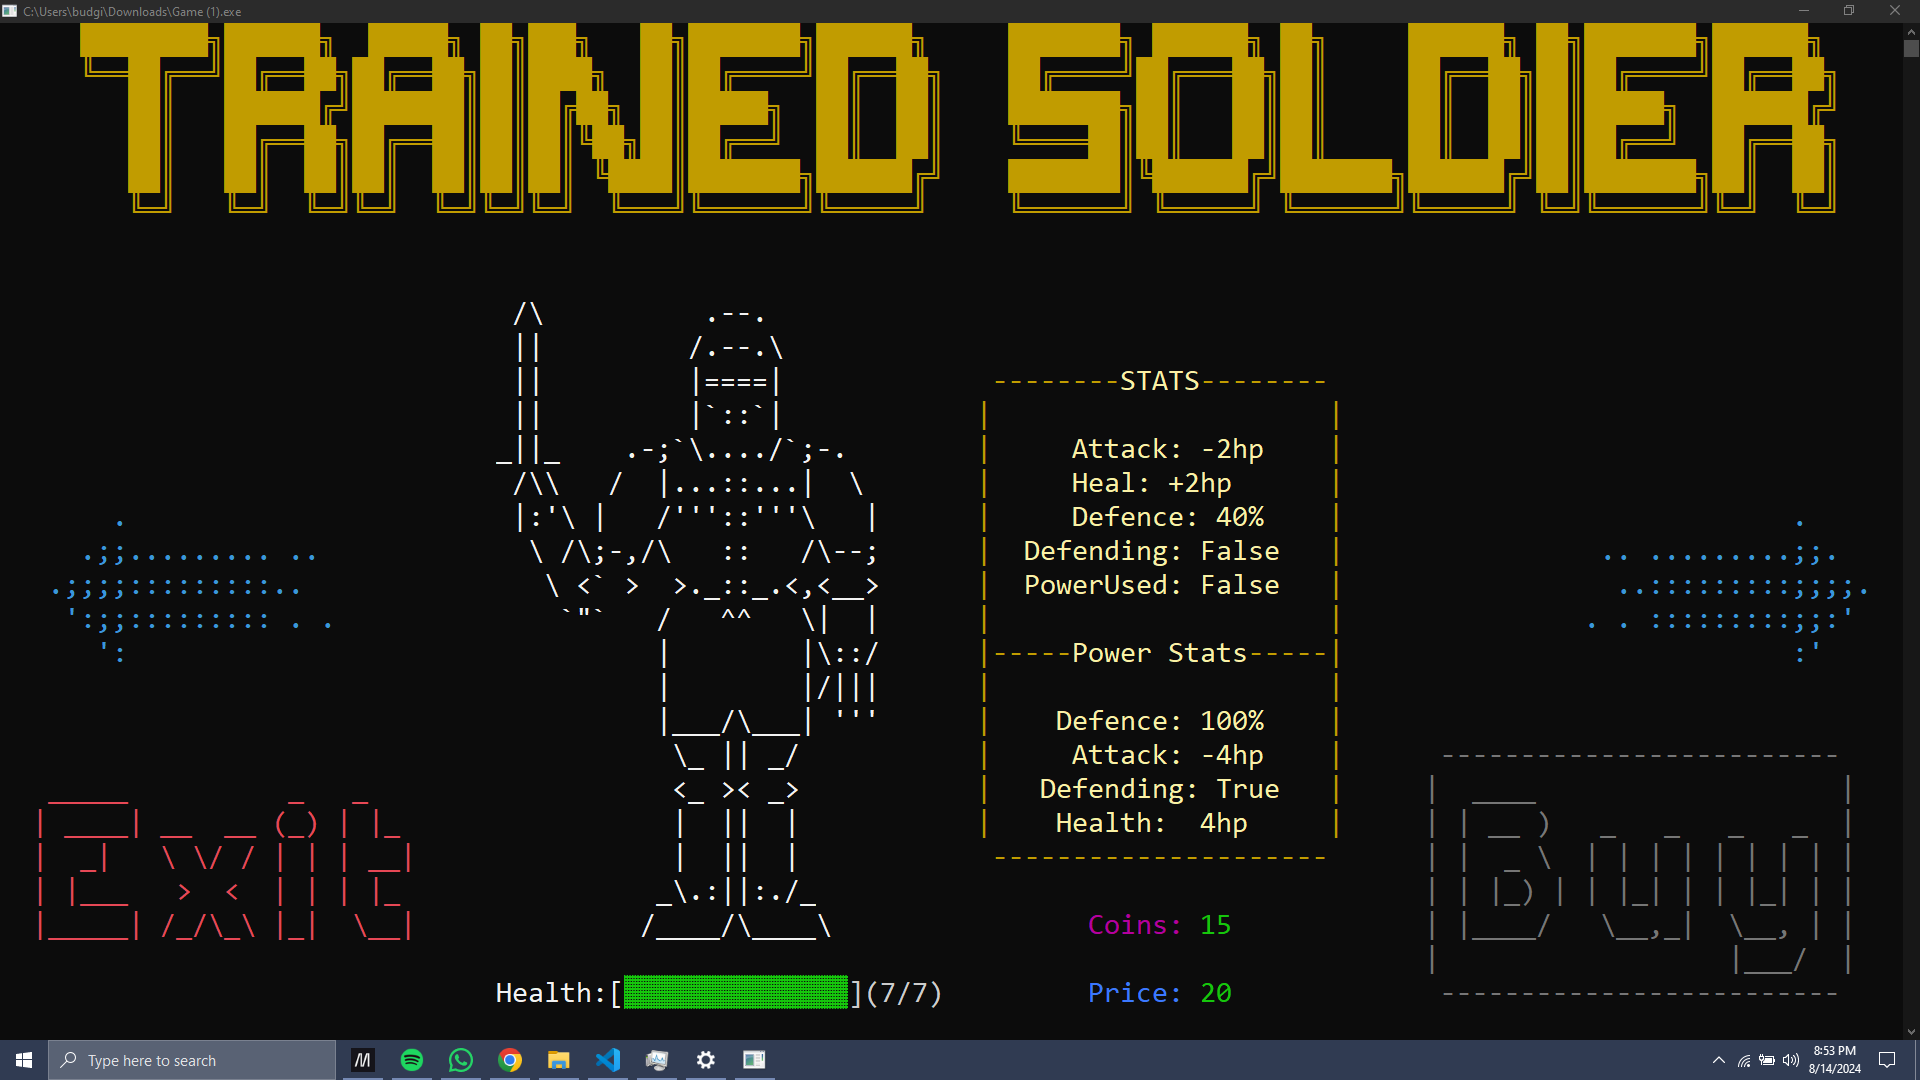 C:\Users\budgi\Downloads\Game (1).exe
TRAINED SOLDIER
STATS
Attack: -2hp
Heal: +2hp
Defence: 40%
Defending: False
PowerUsed: False
Power Stats
Defence: 100%
Attack: -4hp
Defending: True
Health: 4hp
Exit
Buy
Coins: 15
Health:[ ](7/7)
Price: 20
Type here to search
8:53 PM
8/14/2024